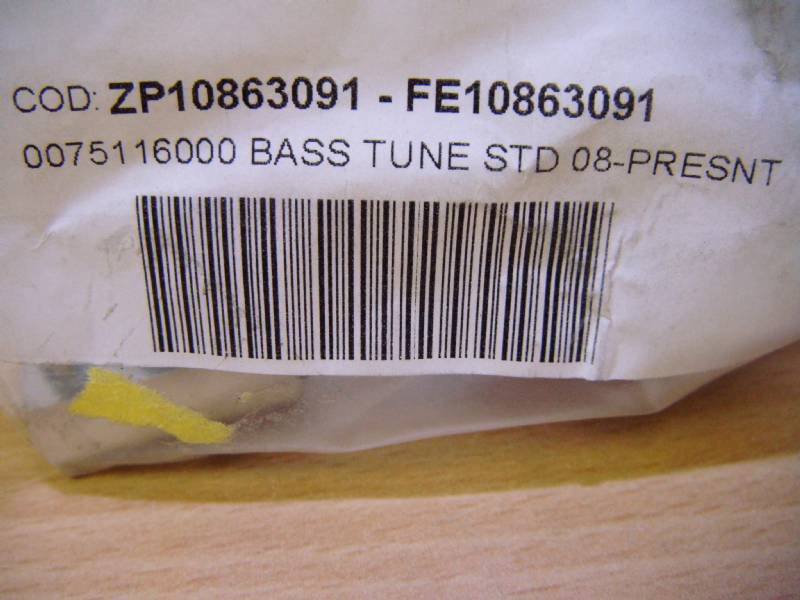 COD: ZP10863091 - FE10863091
0075116000 BASS TUNE STD 08-PRESNT